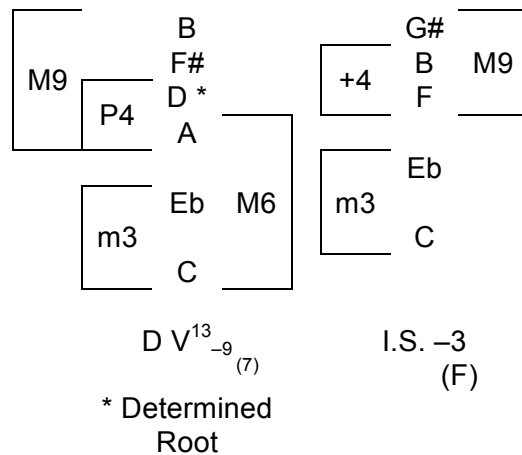 B G#
M9 F# +4 B M9
P4 D * F
A
Eb M6 Eb
m3 m3
C C
D V13 –9 (7) I.S. –3
(F)
* Determined
Root